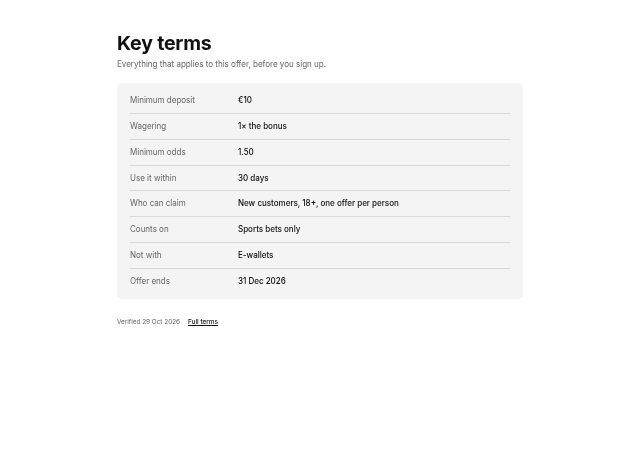 Key terms
Everything that applies to this offer, before you sign up.
Minimum deposit €10
Wagering 1× the bonus
Minimum odds 1.50
Use it within 30 days
Who can claim New customers, 18+, one offer per person
Counts on Sports bets only
Not with E-wallets
Offer ends 31 Dec 2026
Verified 29 Oct 2026 Full terms